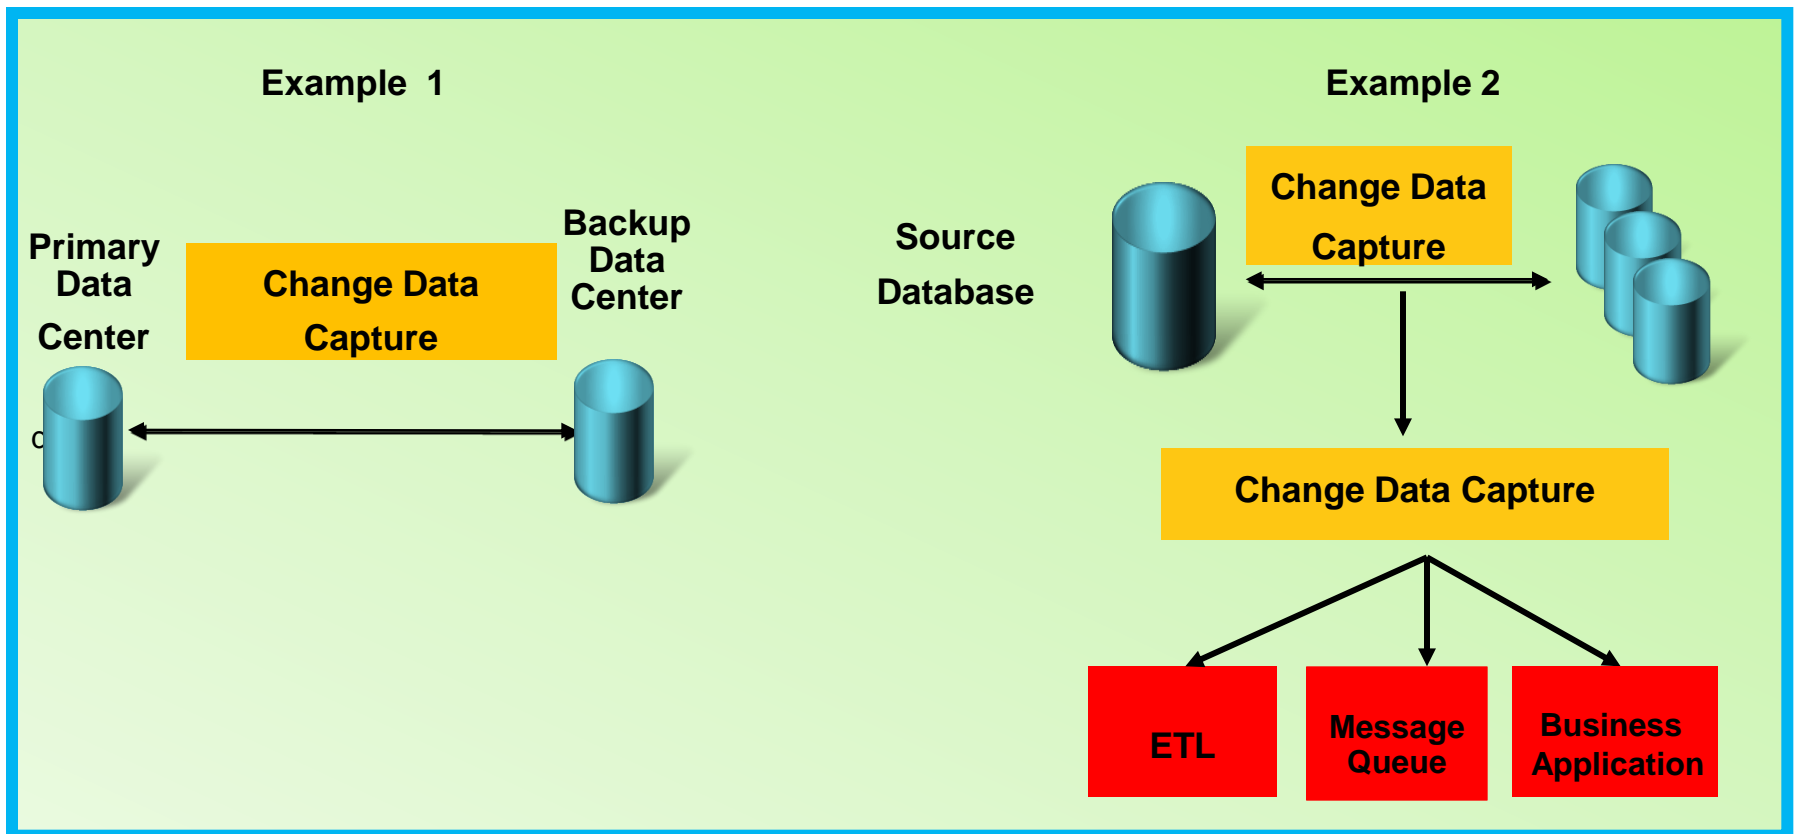 Example 1
Primary
Data
Center
Change Data
Capture
Backup
Data
Center
Example 2
Source
Database
Change Data
Capture
Change Data Capture
ETL
Message
Queue
Business
Application